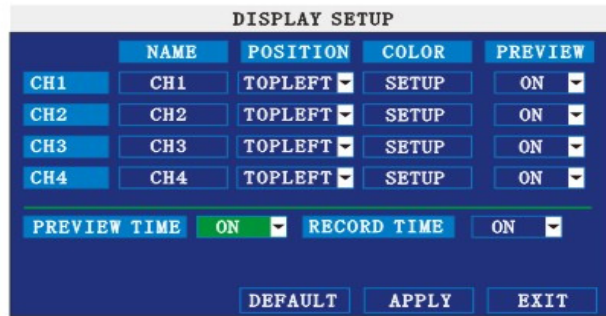 DISPLAY SETUP
NAME POSITION COLOR PREVIEW
CH1 CH1 TOPLEFT SETUP ON
CH2 CH2 TOPLEFT SETUP ON
CH3 CH3 TOPLEFT SETUP ON
CH4 CH4 TOPLEFT SETUP ON
PREVIEW TIME ON RECORD TIME ON
DEFAULT APPLY EXIT